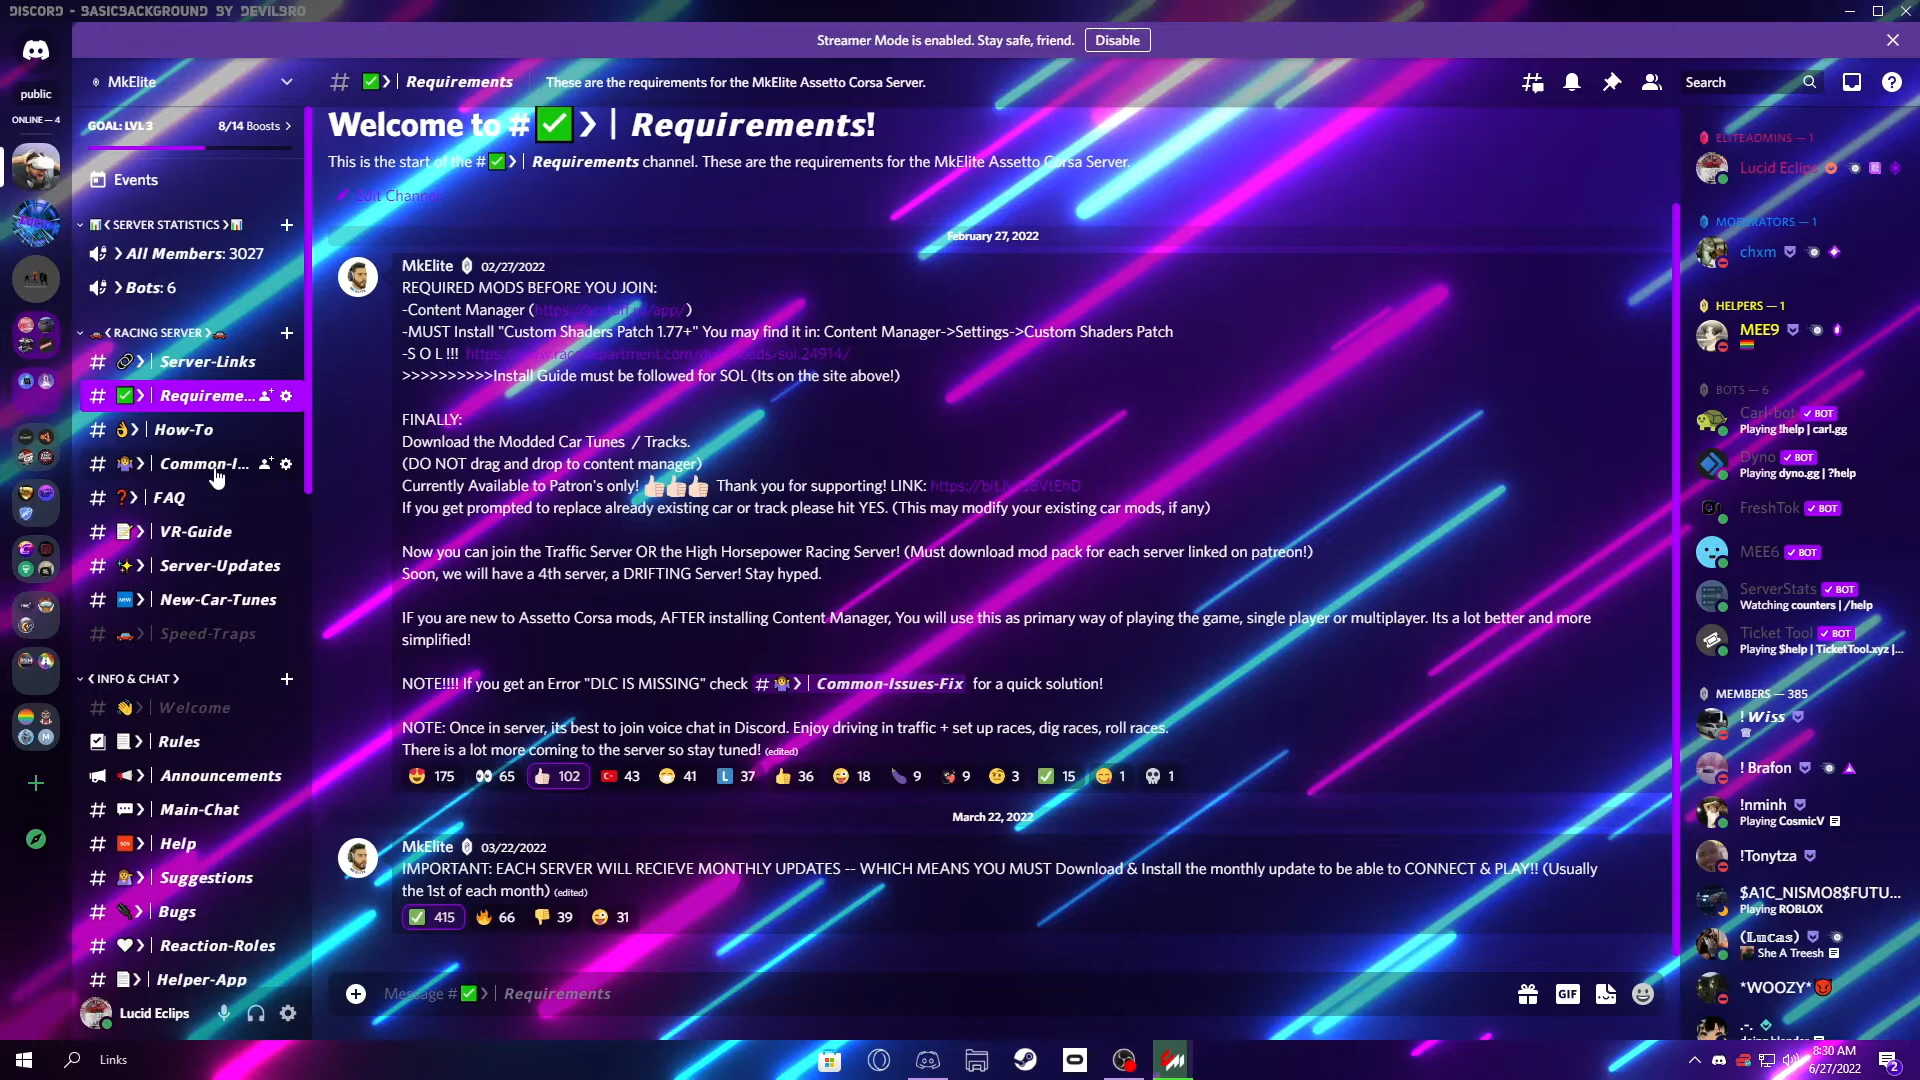 DISCORD - BASICBACKGROUND BY DEVILBRO
Streamer Mode is enabled. Stay safe, friend. Disable
public
ONLINE — 4
MkElite
GOAL: LVL 3 8/14 Boosts
Events
SERVER STATISTICS
All Members: 3027
Bots: 6
RACING SERVER
# Server-Links
# Requireme...
# How-To
# Common-I...
# FAQ
# VR-Guide
# Server-Updates
# New-Car-Tunes
# Speed-Traps
INFO & CHAT
# Welcome
Rules
Announcements
# Main-Chat
# Help
# Suggestions
# Bugs
# Reaction-Roles
# Helper-App
Lucid Eclips
# ✅❯ | Requirements These are the requirements for the MkElite Assetto Corsa Server.
Search
Welcome to #✅❯ | Requirements!
This is the start of the #✅❯ | Requirements channel. These are the requirements for the MkElite Assetto Corsa Server.
Edit Channel
February 27, 2022
MkElite 02/27/2022
REQUIRED MODS BEFORE YOU JOIN:
-Content Manager (
-MUST Install "Custom Shaders Patch 1.77+" You may find it in: Content Manager->Settings->Custom Shaders Patch
-S O L !!!
>>>>>>>>>>Install Guide must be followed for SOL (Its on the site above!)
FINALLY:
Download the Modded Car Tunes / Tracks.
(DO NOT drag and drop to content manager)
Currently Available to Patron's only! 👍🏻👍🏻👍🏻 Thank you for supporting! LINK:
If you get prompted to replace already existing car or track please hit YES. (This may modify your existing car mods, if any)
Now you can join the Traffic Server OR the High Horsepower Racing Server! (Must download mod pack for each server linked on patreon!)
Soon, we will have a 4th server, a DRIFTING Server! Stay hyped.
IF you are new to Assetto Corsa mods, AFTER installing Content Manager, You will use this as primary way of playing the game, single player or multiplayer. Its a lot better and more
simplified!
NOTE!!!! If you get an Error "DLC IS MISSING" check # 🤷❯ | Common-Issues-Fix for a quick solution!
NOTE: Once in server, its best to join voice chat in Discord. Enjoy driving in traffic + set up races, dig races, roll races.
There is a lot more coming to the server so stay tuned! (edited)
175 65 102 43 41 37 36 18 9 9 3 15 1 1
March 22, 2022
MkElite 03/22/2022
IMPORTANT: EACH SERVER WILL RECIEVE MONTHLY UPDATES -- WHICH MEANS YOU MUST Download & Install the monthly update to be able to CONNECT & PLAY!! (Usually
the 1st of each month) (edited)
415 66 39 31
Message #✅❯ | Requirements
GIF
ELITEADMINS — 1
Lucid Eclips
MODERATORS — 1
chxm
HELPERS — 1
MEE9
BOTS — 6
Carl-bot ✓ BOT
Playing !help | carl.gg
Dyno ✓ BOT
Playing dyno.gg | ?help
FreshTok ✓ BOT
MEE6 ✓ BOT
ServerStats ✓ BOT
Watching counters | /help
Ticket Tool ✓ BOT
Playing $help | TicketTool.xyz |...
MEMBERS — 385
! Wiss
! Brafon
!nminh
Playing CosmicV
!Tonytza
$A1C_NISMO8$FUTU...
Playing ROBLOX
(𝕃𝕦𝕔𝕒𝕤)
She A Treesh
*WOOZY*😈
.-.
Links
8:30 AM
6/27/2022
2